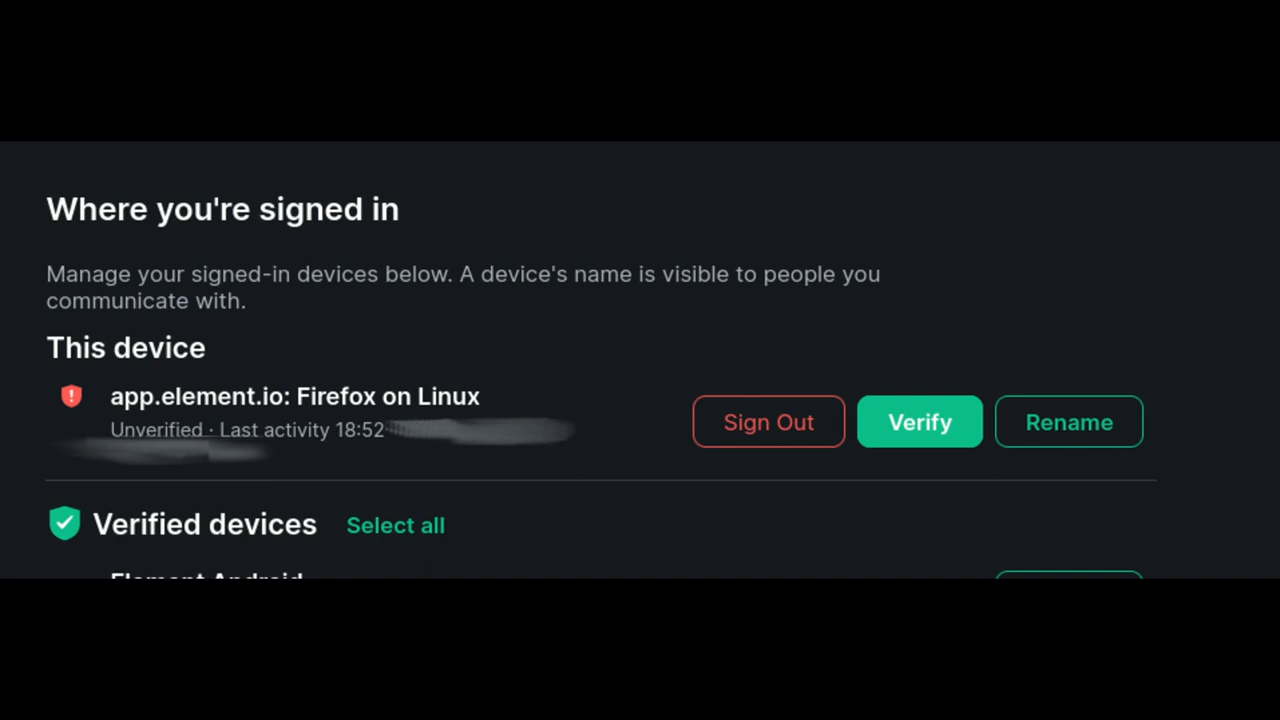 Where you're signed in
Manage your signed-in devices below. A device's name is visible to people you
communicate with.
This device
app.element.io: Firefox on Linux
Unverified · Last activity 18:52
Sign Out
Verify
Rename
Verified devices
Select all
Element Android